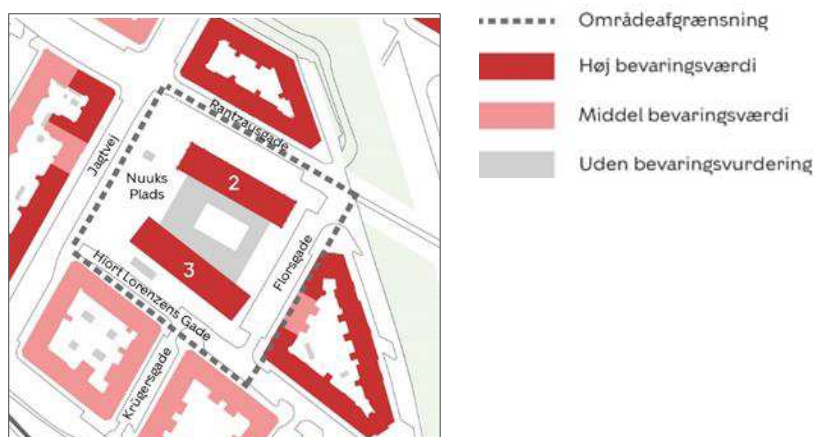 Rantzausgade
Jagtvej
Nuuks
Plads
2
3
Florsgade
Hiort Lorenzens Gade
Krügersgade
Områdeafgrænsning
Høj bevaringsværdi
Middel bevaringsværdi
Uden bevaringsvurdering